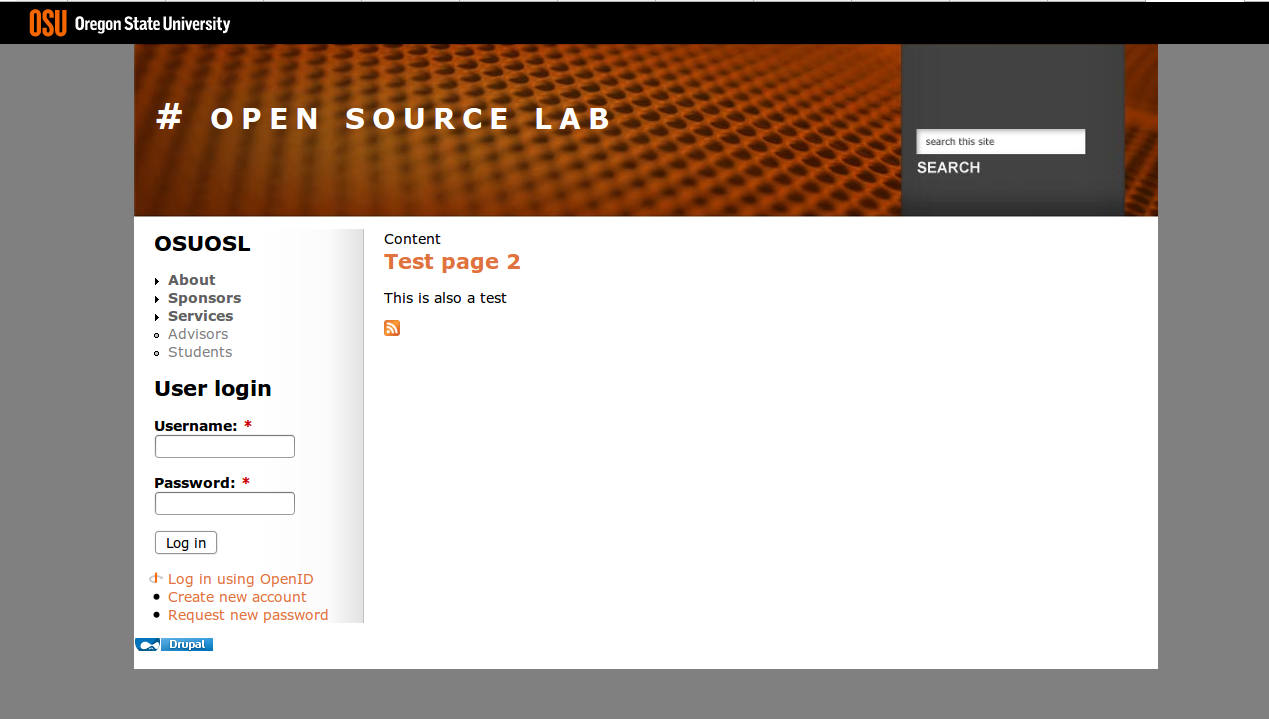 OSU Oregon State University
# OPEN SOURCE LAB
search this site
SEARCH
OSUOSL
About
Sponsors
Services
Advisors
Students
User login
Username: *
Password: *
Log in
Log in using OpenID
Create new account
Request new password
Content
Test page 2
This is also a test
Drupal